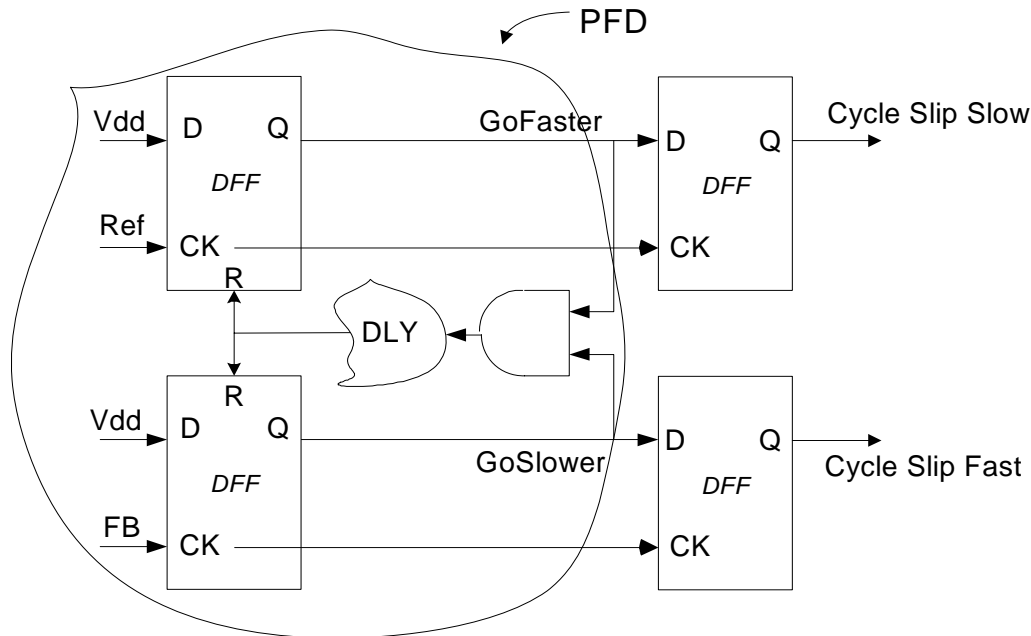 PFD
Vdd
D
Q
GoFaster
D
Q
Cycle Slip Slow
DFF
DFF
Ref
CK
CK
R
DLY
R
Vdd
D
Q
GoSlower
D
Q
Cycle Slip Fast
DFF
DFF
FB
CK
CK